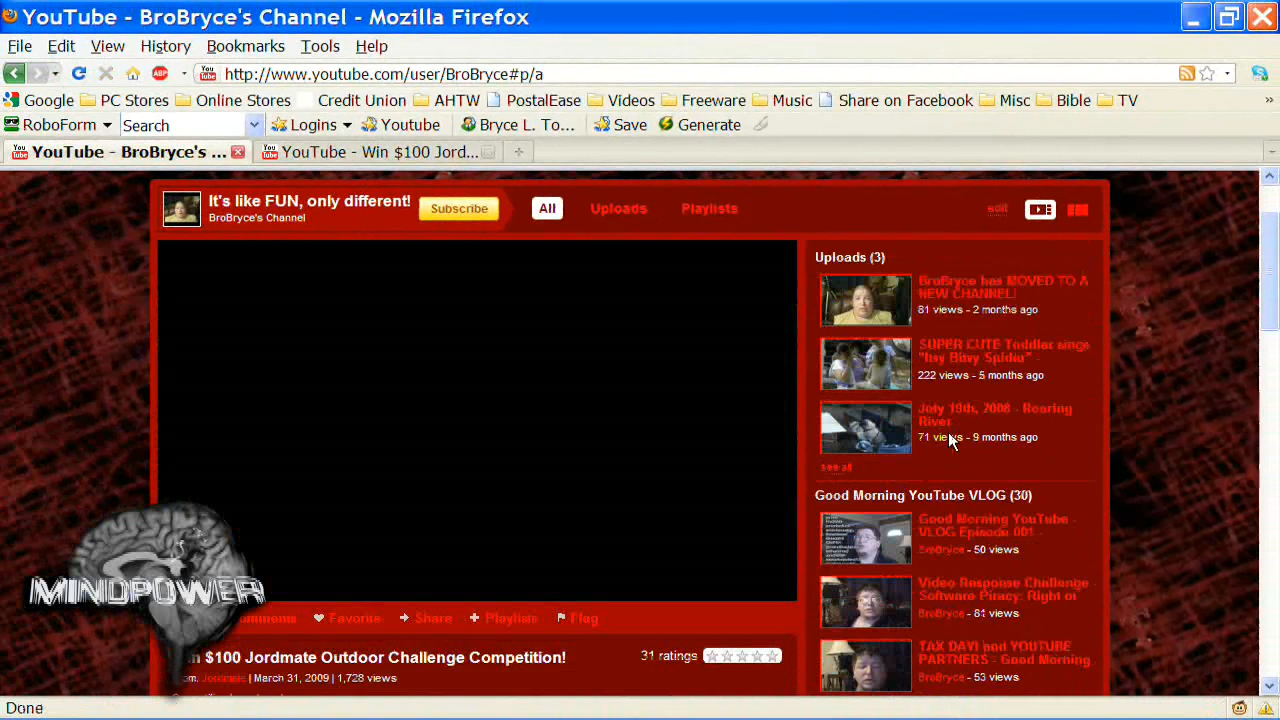 YouTube - BroBryce's Channel - Mozilla Firefox
File Edit View History Bookmarks Tools Help
http://www.youtube.com/user/BroBryce#p/a
Google PC Stores Online Stores Credit Union AHTW PostalEase Videos Freeware Music Share on Facebook Misc Bible TV »
RoboForm Search Logins Youtube Bryce L. To... Save Generate
YouTube - BroBryce's ... YouTube - Win $100 Jord...
It's like FUN, only different!
BroBryce's Channel
Subscribe All Uploads Playlists edit
Uploads (3)
BroBryce has MOVED TO A
NEW CHANNEL!
81 views - 2 months ago
SUPER CUTE Toddler sings
"Itsy Bitsy Spider" -
222 views - 5 months ago
July 19th, 2008 - Roaring
River
71 views - 9 months ago
see all
Good Morning YouTube VLOG (30)
Good Morning YouTube -
VLOG Episode 001 -
BroBryce - 50 views
Video Response Challenge -
Software Piracy: Right or
BroBryce - 81 views
TAX DAY! and YOUTUBE
PARTNERS - Good Morning
BroBryce - 53 views
MINDPOWER
Favorite Share Playlists Flag
$100 Jordmate Outdoor Challenge Competition!
31 ratings
Jordmate | March 31, 2009 | 1,728 views
Done